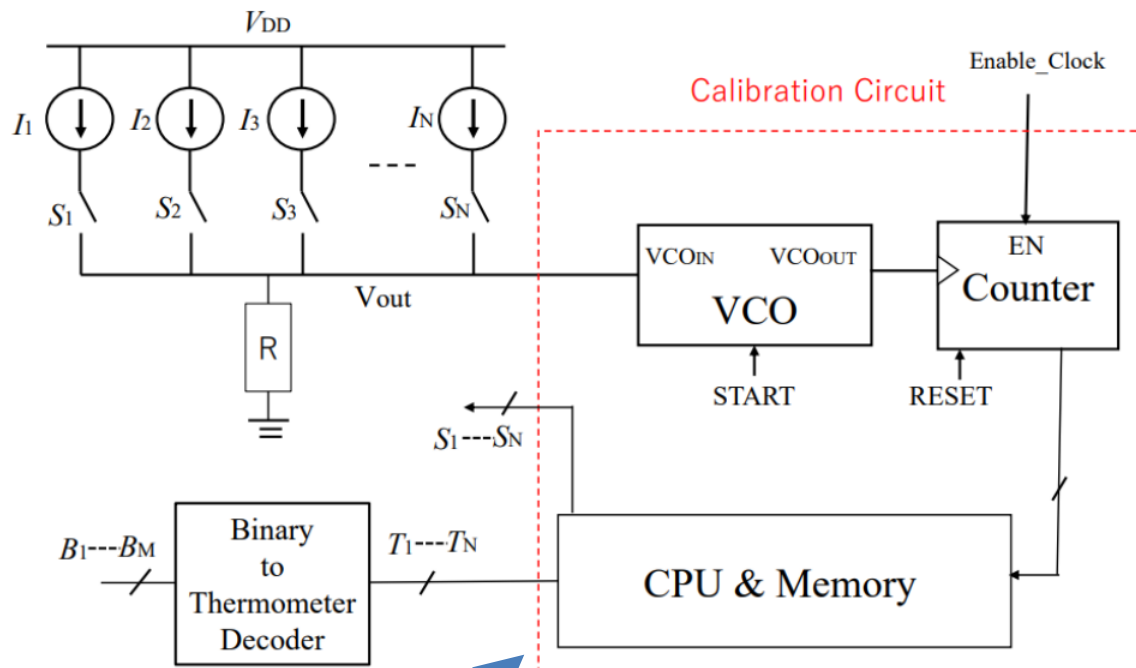 VDD
Enable_Clock
Calibration Circuit
I1
I2
I3
IN
S1
S2
S3
SN
EN
Counter
VCOIN
VCOOUT
VCO
Vout
R
START
RESET
S1----SN
Binary
to
Thermometer
Decoder
B1---BM
T1----TN
CPU & Memory